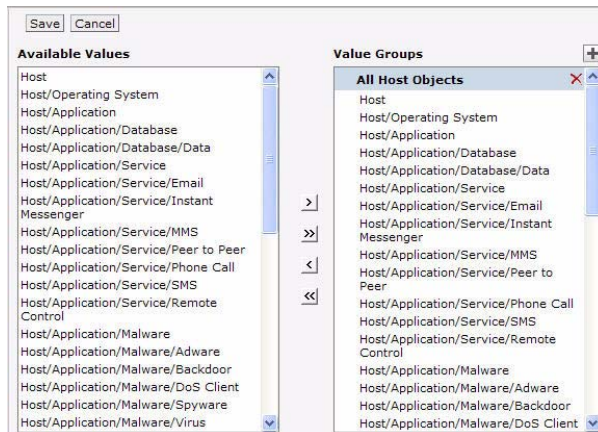 Save Cancel
Available Values
Host
Host/Operating System
Host/Application
Host/Application/Database
Host/Application/Database/Data
Host/Application/Service
Host/Application/Service/Email
Host/Application/Service/Instant
Messenger
Host/Application/Service/MMS
Host/Application/Service/Peer to Peer
Host/Application/Service/Phone Call
Host/Application/Service/SMS
Host/Application/Service/Remote
Control
Host/Application/Malware
Host/Application/Malware/Adware
Host/Application/Malware/Backdoor
Host/Application/Malware/DoS Client
Host/Application/Malware/Spyware
Host/Application/Malware/Virus
>
>>
<
<<
Value Groups
All Host Objects
Host
Host/Operating System
Host/Application
Host/Application/Database
Host/Application/Database/Data
Host/Application/Service
Host/Application/Service/Email
Host/Application/Service/Instant
Messenger
Host/Application/Service/MMS
Host/Application/Service/Peer to
Peer
Host/Application/Service/Phone Call
Host/Application/Service/SMS
Host/Application/Service/Remote
Control
Host/Application/Malware
Host/Application/Malware/Adware
Host/Application/Malware/Backdoor
Host/Application/Malware/DoS Client